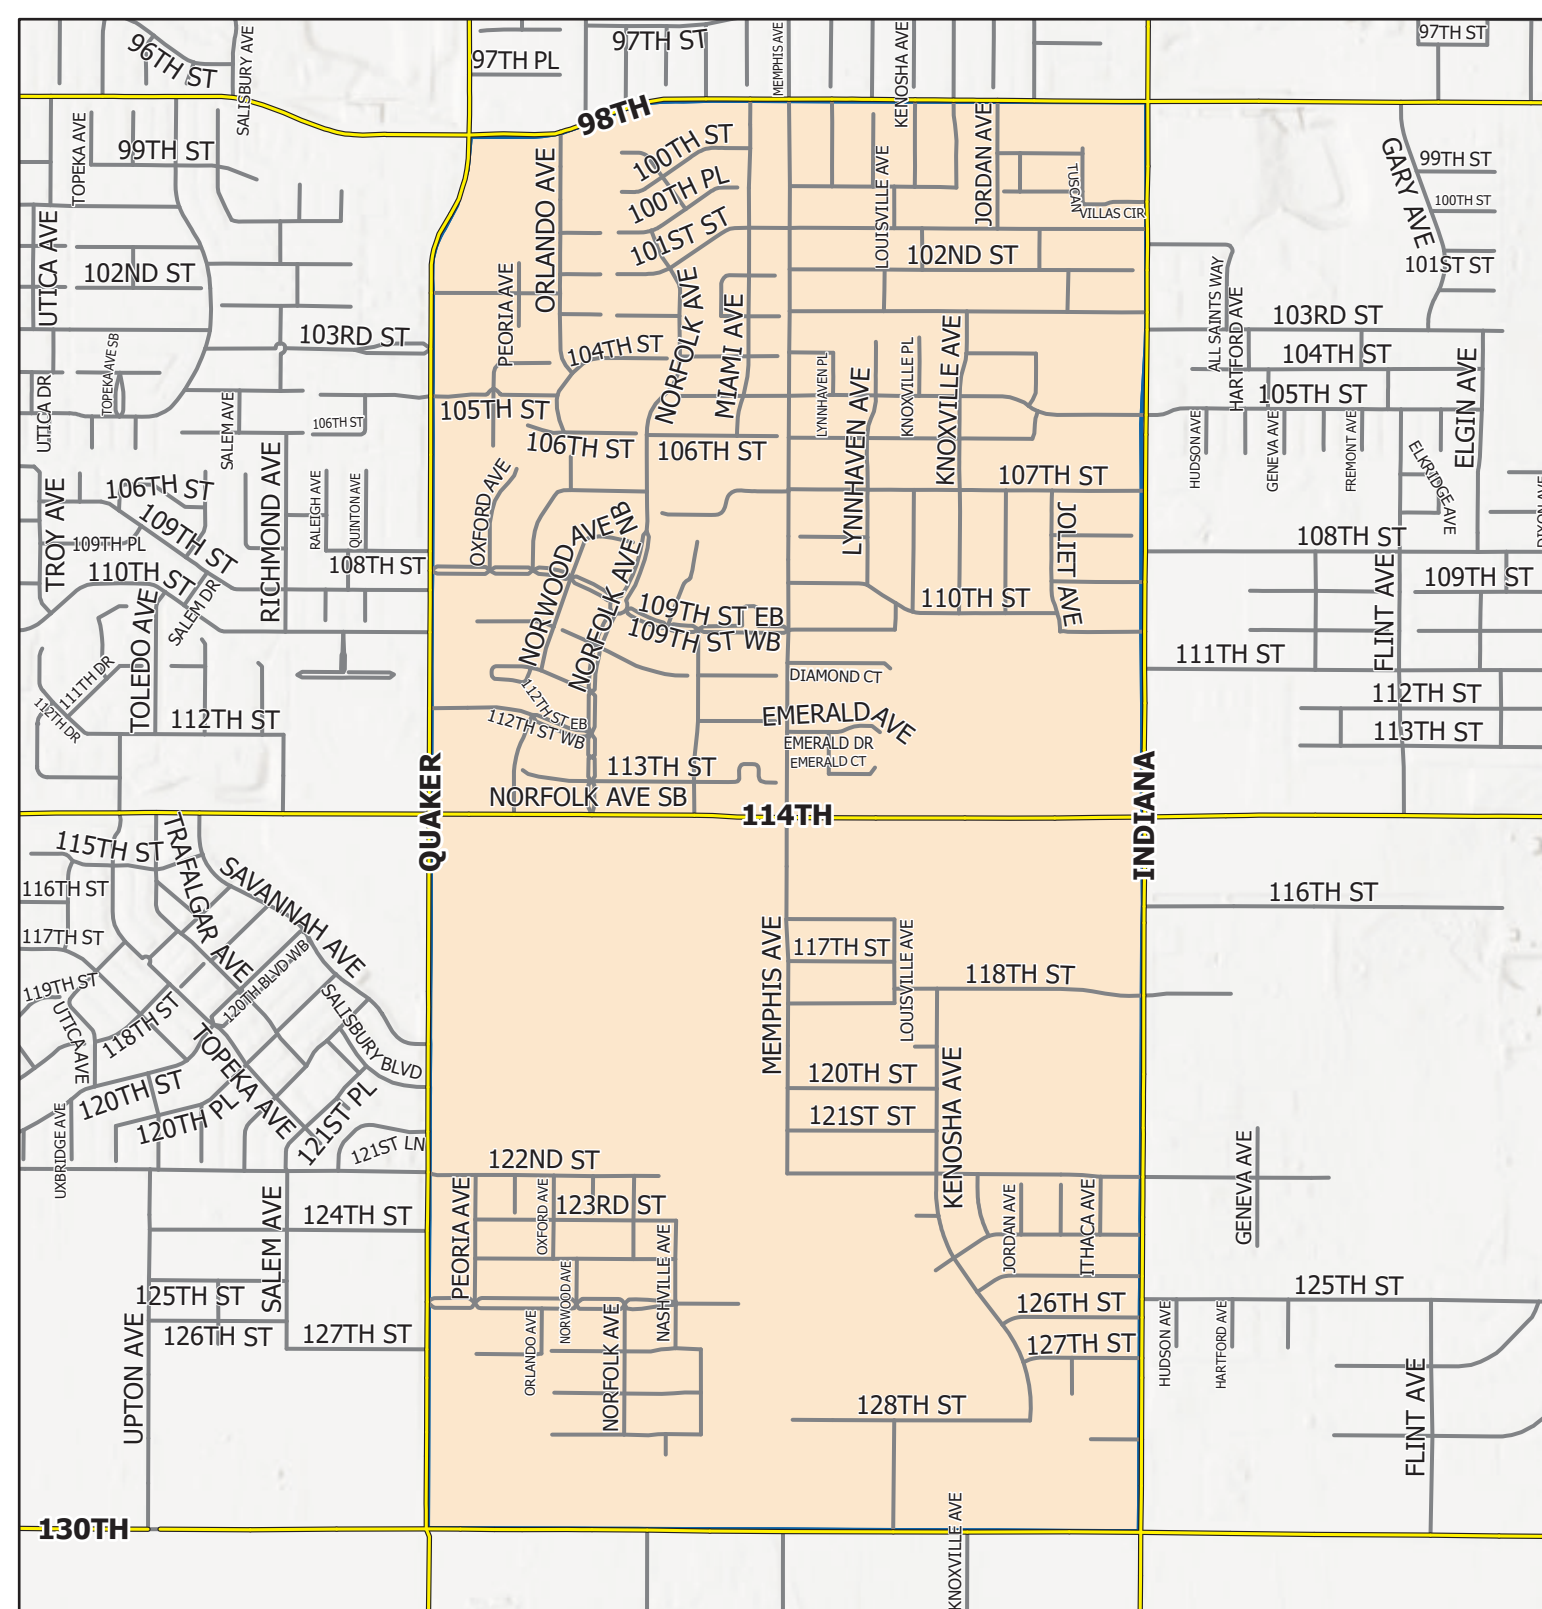 96TH ST
SALISBURY AVE
97TH PL
97TH ST
MEMPHIS AVE
KENOSHA AVE
97TH ST
98TH
TOPEKA AVE
99TH ST
ORLANDO AVE
100TH ST
100TH PL
101ST ST
LOUISVILLE AVE
JORDAN AVE
TUSCAN
VILLAS CIR
GARY AVE
99TH ST
100TH ST
101ST ST
UTICA AVE
102ND ST
102ND ST
PEORIA AVE
NORFOLK AVE
MIAMI AVE
ALL SAINTS WAY
HARTFORD AVE
103RD ST
103RD ST
TOPEKA AVE SB
104TH ST
104TH ST
LYNNHAVEN PL
LYNNHAVEN AVE
KNOXVILLE PL
KNOXVILLE AVE
ELGIN AVE
UTICA DR
SALEM AVE
106TH ST
105TH ST
105TH ST
106TH ST
106TH ST
HUDSON AVE
GENEVA AVE
FREMONT AVE
ELKRIDGE AVE
TROY AVE
106TH ST
109TH ST
RICHMOND AVE
RALEIGH AVE
QUINTON AVE
OXFORD AVE
107TH ST
JOLIET AVE
109TH PL
110TH ST
108TH ST
NORWOOD AVE
NORFOLK AVE NB
108TH ST
109TH ST
FLINT AVE
TOLEDO AVE
SALEM DR
109TH ST EB
109TH ST WB
110TH ST
111TH ST
111TH DR
112TH DR
112TH ST
112TH ST EB
112TH ST WB
DIAMOND CT
EMERALD AVE
EMERALD DR
EMERALD CT
112TH ST
113TH ST
113TH ST
NORFOLK AVE SB
QUAKER
114TH
INDIANA
115TH ST
TRAFALGAR AVE
SAVANNAH AVE
116TH ST
116TH ST
117TH ST
MEMPHIS AVE
117TH ST
LOUISVILLE AVE
119TH ST
UTICA AVE
118TH ST
120TH BLVD WB
SALISBURY BLVD
118TH ST
TOPEKA AVE
120TH ST
120TH PL
121ST PL
121ST LN
120TH ST
121ST ST
KENOSHA AVE
UXBRIDGE AVE
122ND ST
GENEVA AVE
SALEM AVE
124TH ST
PEORIA AVE
OXFORD AVE
123RD ST
JORDAN AVE
ITHACA AVE
NASHVILLE AVE
125TH ST
126TH ST
127TH ST
UPTON AVE
NORWOOD AVE
ORLANDO AVE
NORFOLK AVE
126TH ST
127TH ST
125TH ST
HUDSON AVE
HARTFORD AVE
FLINT AVE
128TH ST
130TH
KNOXVILLE AVE